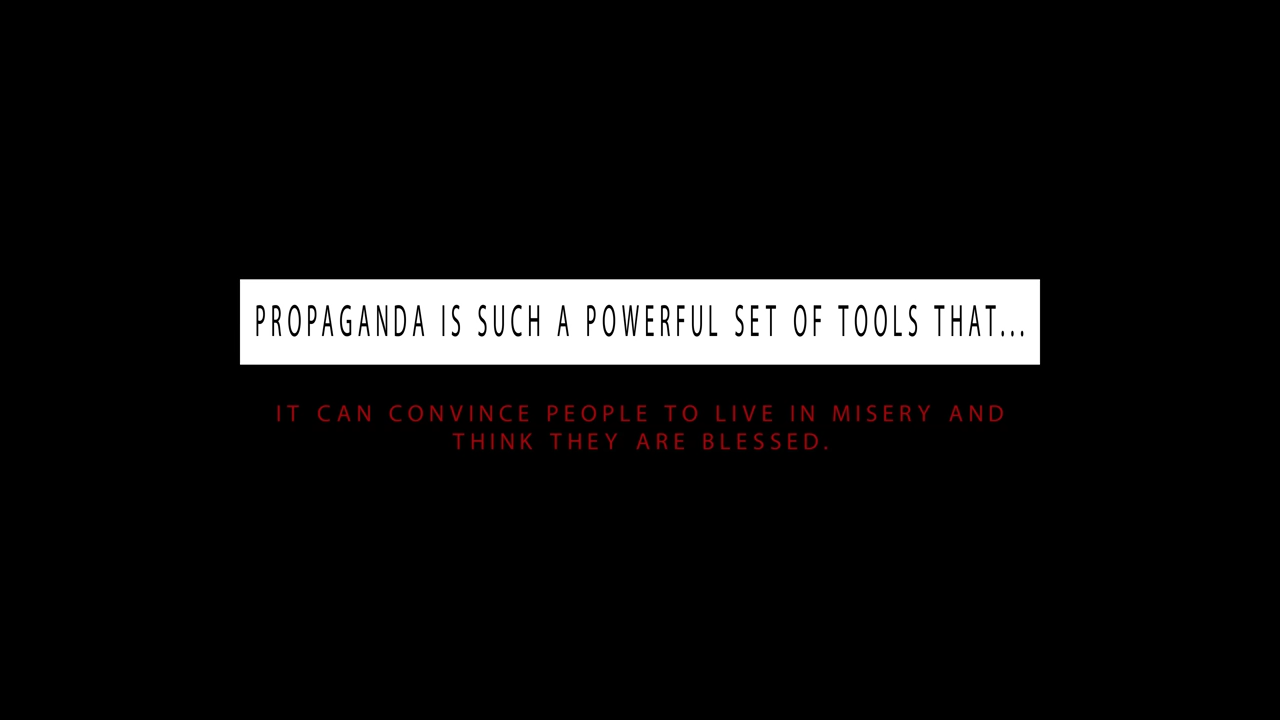 PROPAGANDA IS SUCH A POWERFUL SET OF TOOLS THAT...
IT CAN CONVINCE PEOPLE TO LIVE IN MISERY AND
THINK THEY ARE BLESSED.